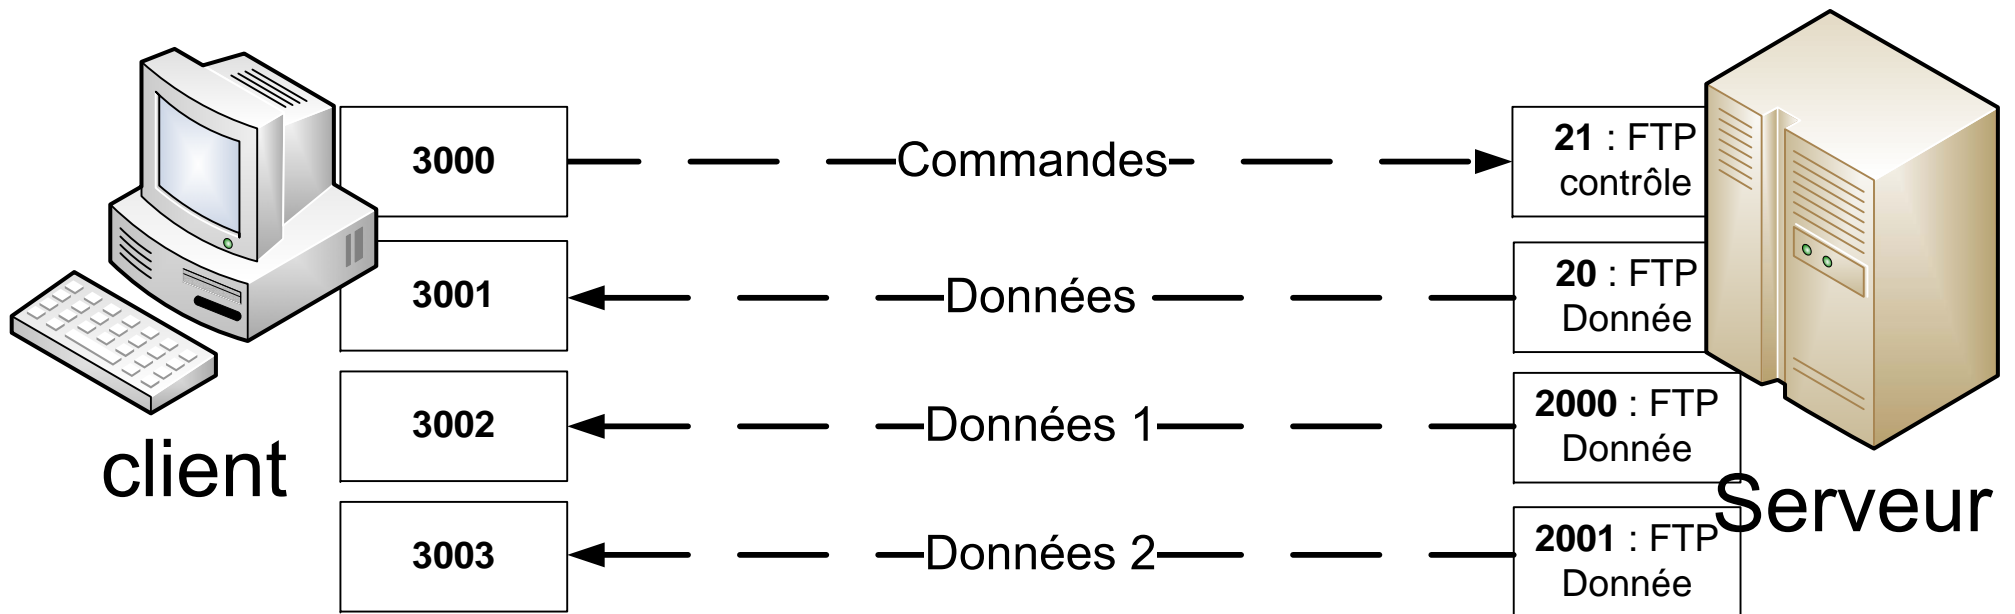 3000
Commandes
21 : FTP
contrôle
3001
Données
20 : FTP
Donnée
3002
Données 1
2000 : FTP
Donnée
client
Serveur
3003
Données 2
2001 : FTP
Donnée